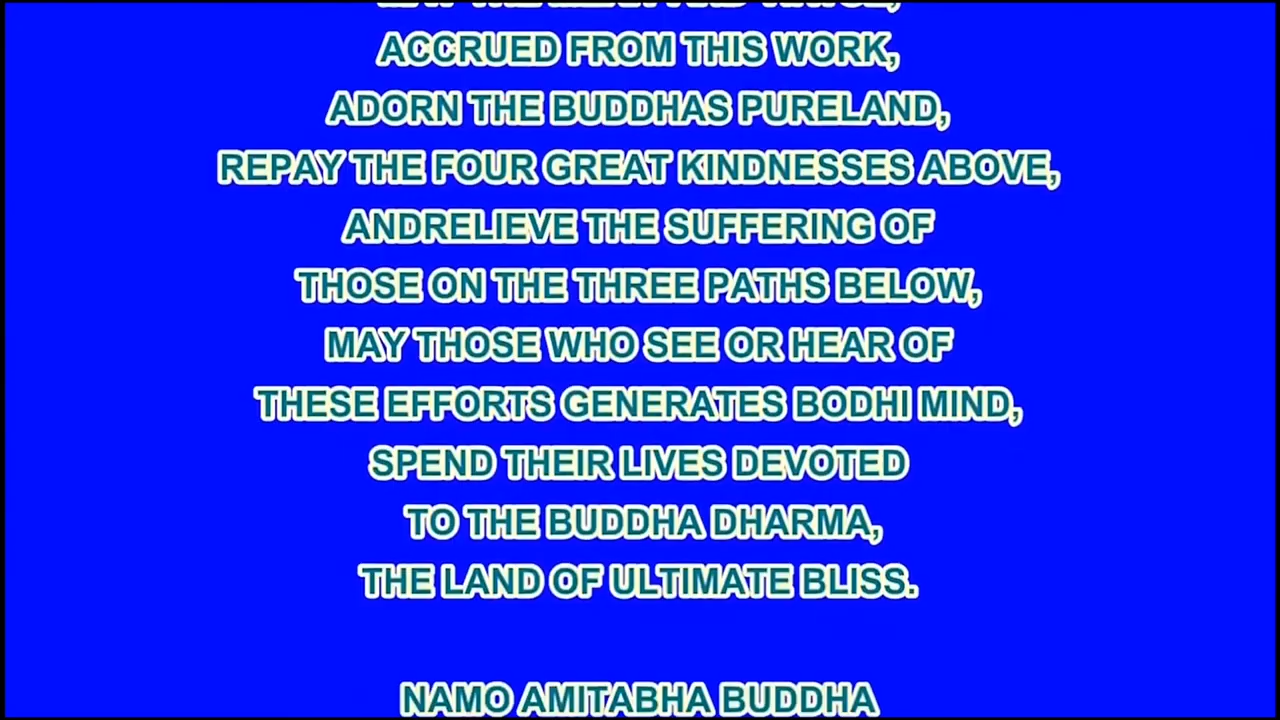 ACCRUED FROM THIS WORK,
ADORN THE BUDDHAS PURELAND,
REPAY THE FOUR GREAT KINDNESSES ABOVE,
ANDRELIEVE THE SUFFERING OF
THOSE ON THE THREE PATHS BELOW,
MAY THOSE WHO SEE OR HEAR OF
THESE EFFORTS GENERATES BODHI MIND,
SPEND THEIR LIVES DEVOTED
TO THE BUDDHA DHARMA,
THE LAND OF ULTIMATE BLISS.
NAMO AMITABHA BUDDHA